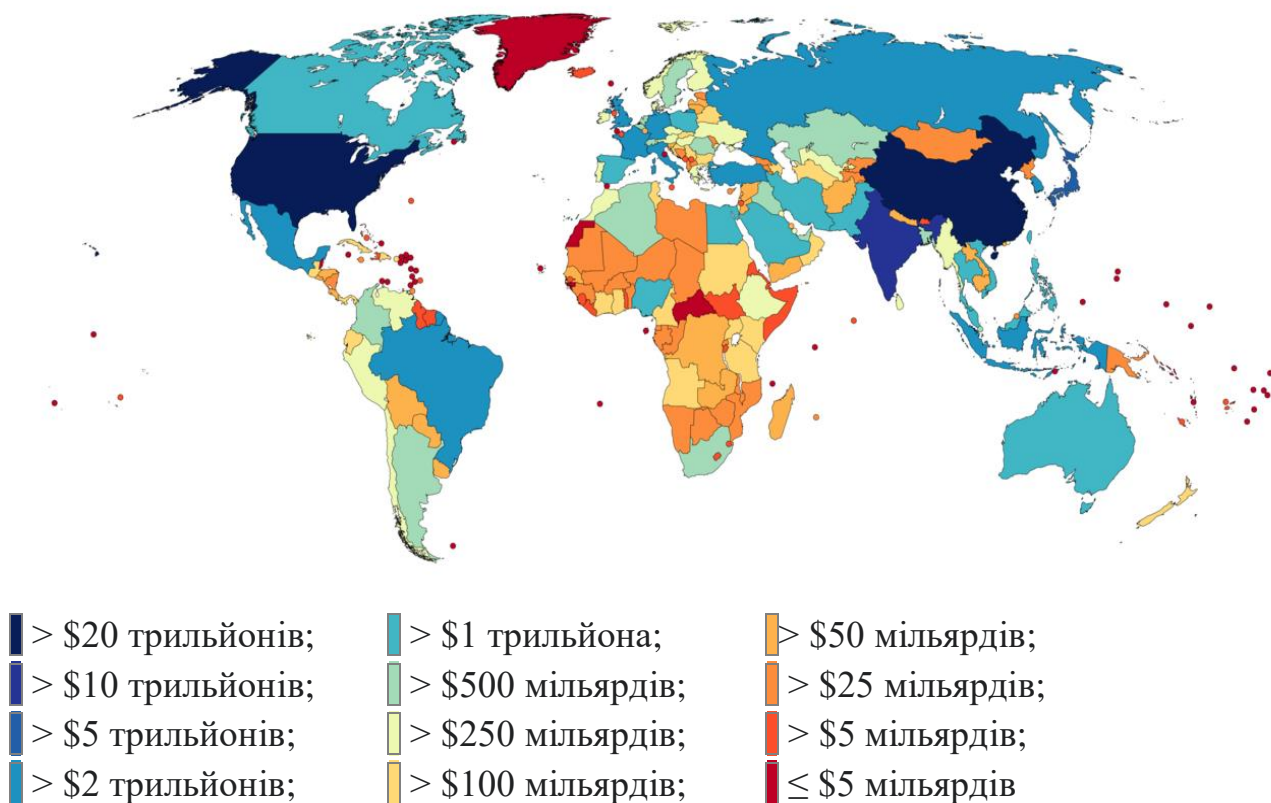 > $20 трильйонів;
> $10 трильйонів;
> $5 трильйонів;
> $2 трильйонів;
> $1 трильйона;
> $500 мільярдів;
> $250 мільярдів;
> $100 мільярдів;
> $50 мільярдів;
> $25 мільярдів;
> $5 мільярдів;
≤ $5 мільярдів